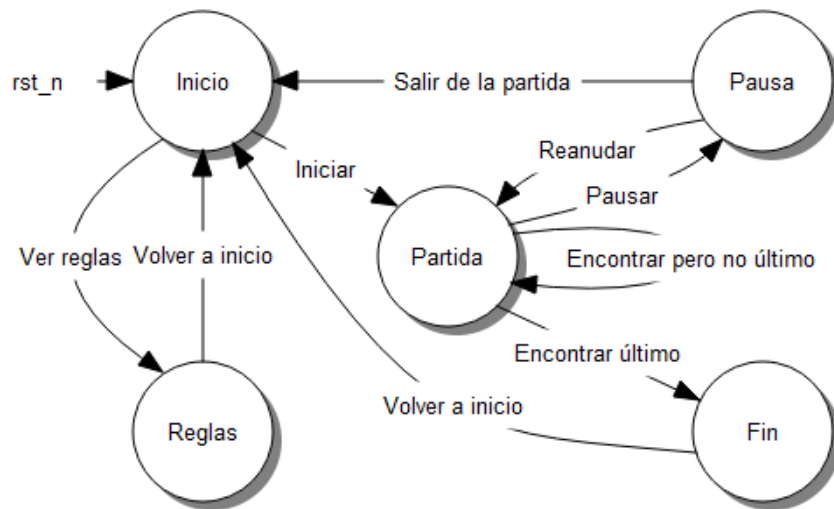 rst_n
Inicio
Salir de la partida
Pausa
Reanudar
Iniciar
Pausar
Ver reglas
Volver a inicio
Partida
Encontrar pero no último
Encontrar último
Volver a inicio
Reglas
Fin